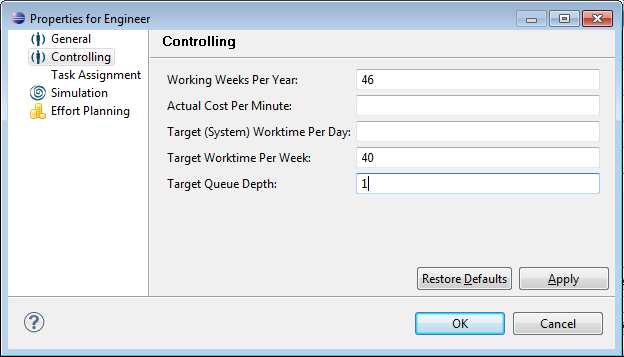 Properties for Engineer
General
Controlling
Task Assignment
Simulation
Effort Planning
Controlling
Working Weeks Per Year: 46
Actual Cost Per Minute:
Target (System) Worktime Per Day:
Target Worktime Per Week: 40
Target Queue Depth: 1
Restore Defaults Apply
? OK Cancel